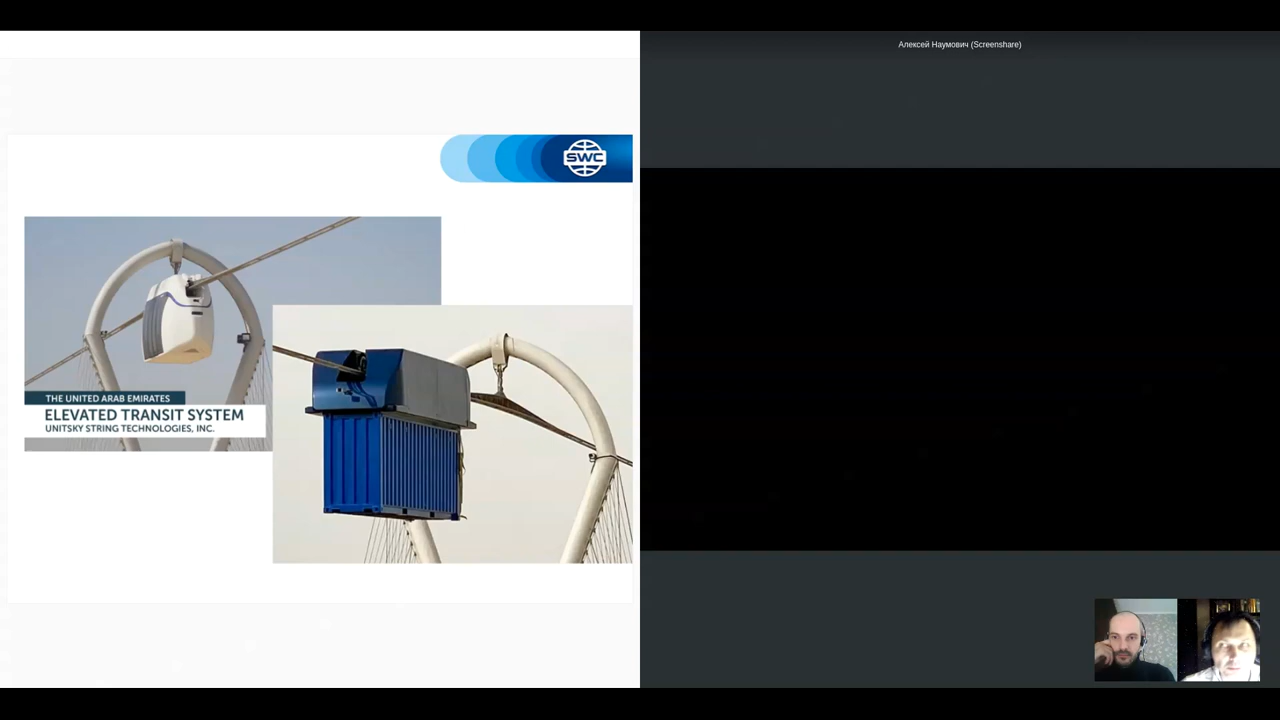 Алексей Наумович (Screenshare)
SWC
THE UNITED ARAB EMIRATES
ELEVATED TRANSIT SYSTEM
UNITSKY STRING TECHNOLOGIES, INC.